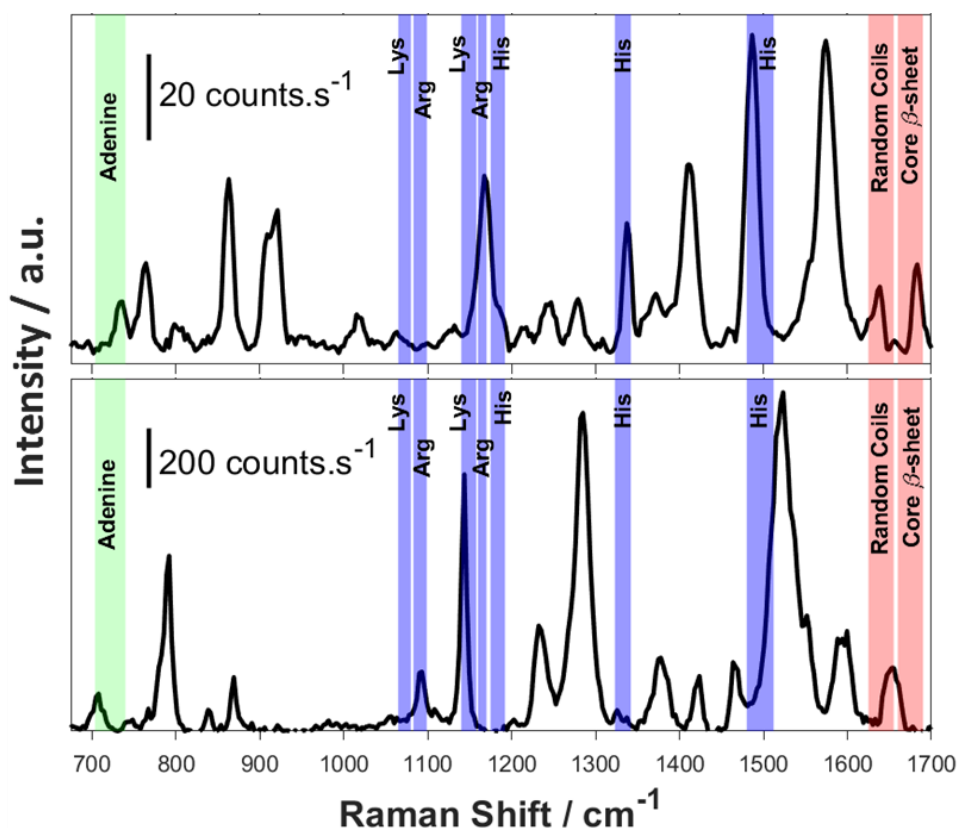 Intensity / a.u.
Adenine
20 counts.s-1
Lys
Arg
Lys
Arg
His
His
His
Random Coils
Core β-sheet
Adenine
200 counts.s-1
Lys
Arg
Lys
Arg
His
His
His
Random Coils
Core β-sheet
700 800 900 1000 1100 1200 1300 1400 1500 1600 1700
Raman Shift / cm-1